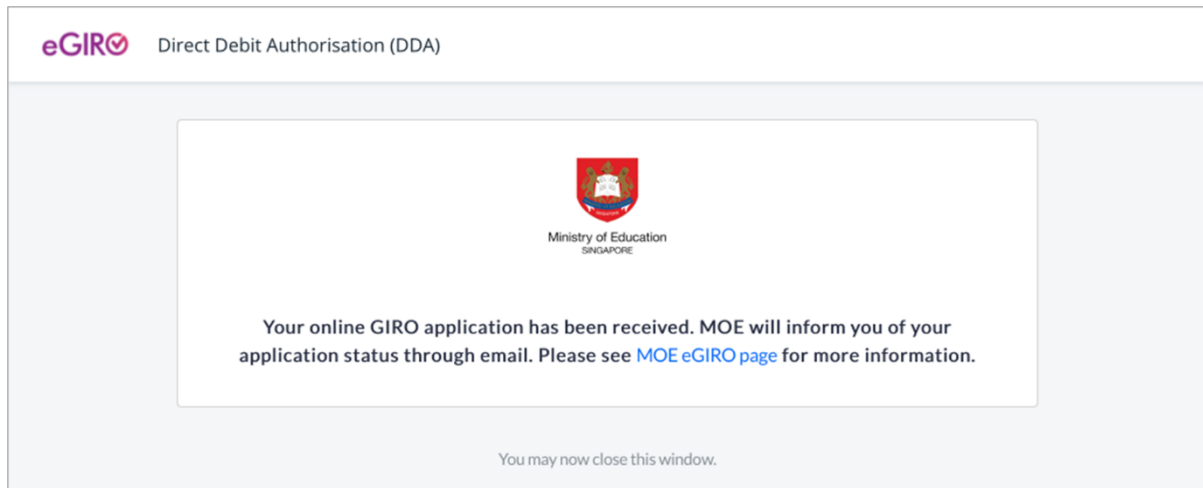 eGIRO Direct Debit Authorisation (DDA)
SINGAPORE
Ministry of Education
SINGAPORE
Your online GIRO application has been received. MOE will inform you of your
application status through email. Please see MOE eGIRO page for more information.
You may now close this window.